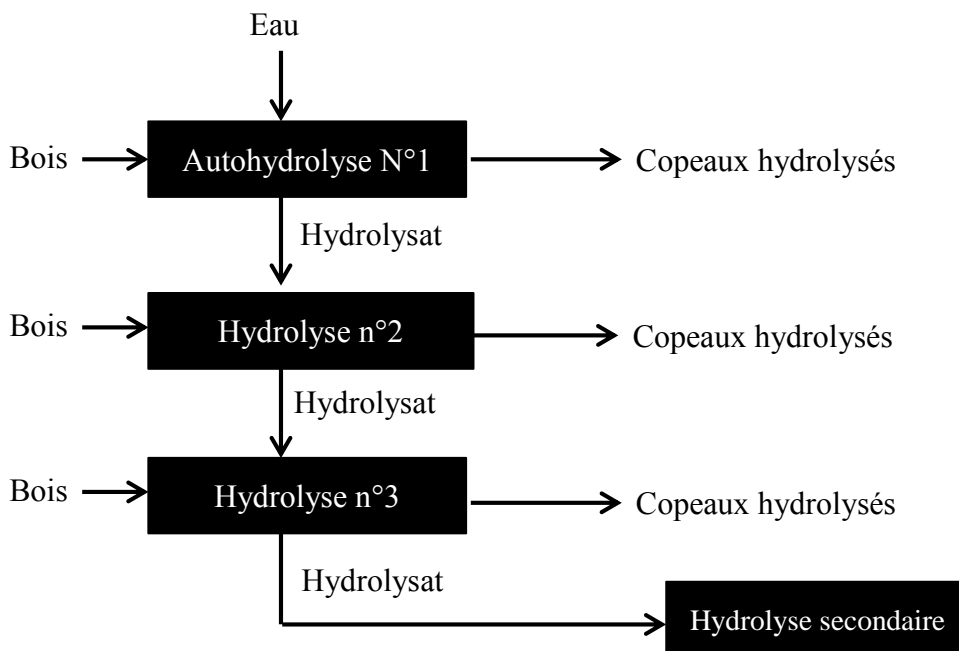 Eau
Bois
Autohydrolyse N°1
Copeaux hydrolysés
Hydrolysat
Bois
Hydrolyse n°2
Copeaux hydrolysés
Hydrolysat
Bois
Hydrolyse n°3
Copeaux hydrolysés
Hydrolysat
Hydrolyse secondaire